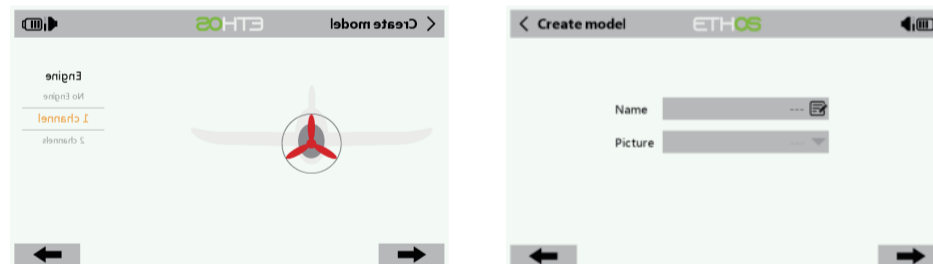 Create model
ETHOS
Engine
No Engine
1 channel
2 channels
Create model
ETHOS
Name ---
Picture ---